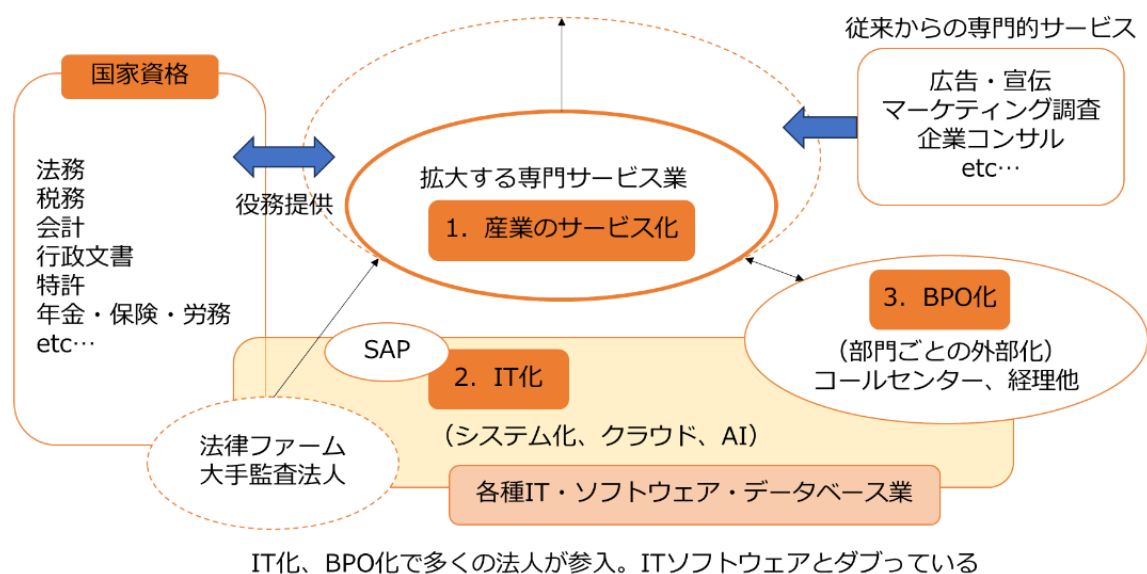 従来からの専門的サービス
国家資格
広告・宣伝
マーケティング調査
企業コンサル
etc…
法務
税務
会計
行政文書
特許
年金・保険・労務
etc…
役務提供
拡大する専門サービス業
1．産業のサービス化
3．BPO化
（部門ごとの外部化）
コールセンター、経理他
SAP
2．IT化
（システム化、クラウド、AI）
法律ファーム
大手監査法人
各種IT・ソフトウェア・データベース業
IT化、BPO化で多くの法人が参入。ITソフトウェアとダブっている